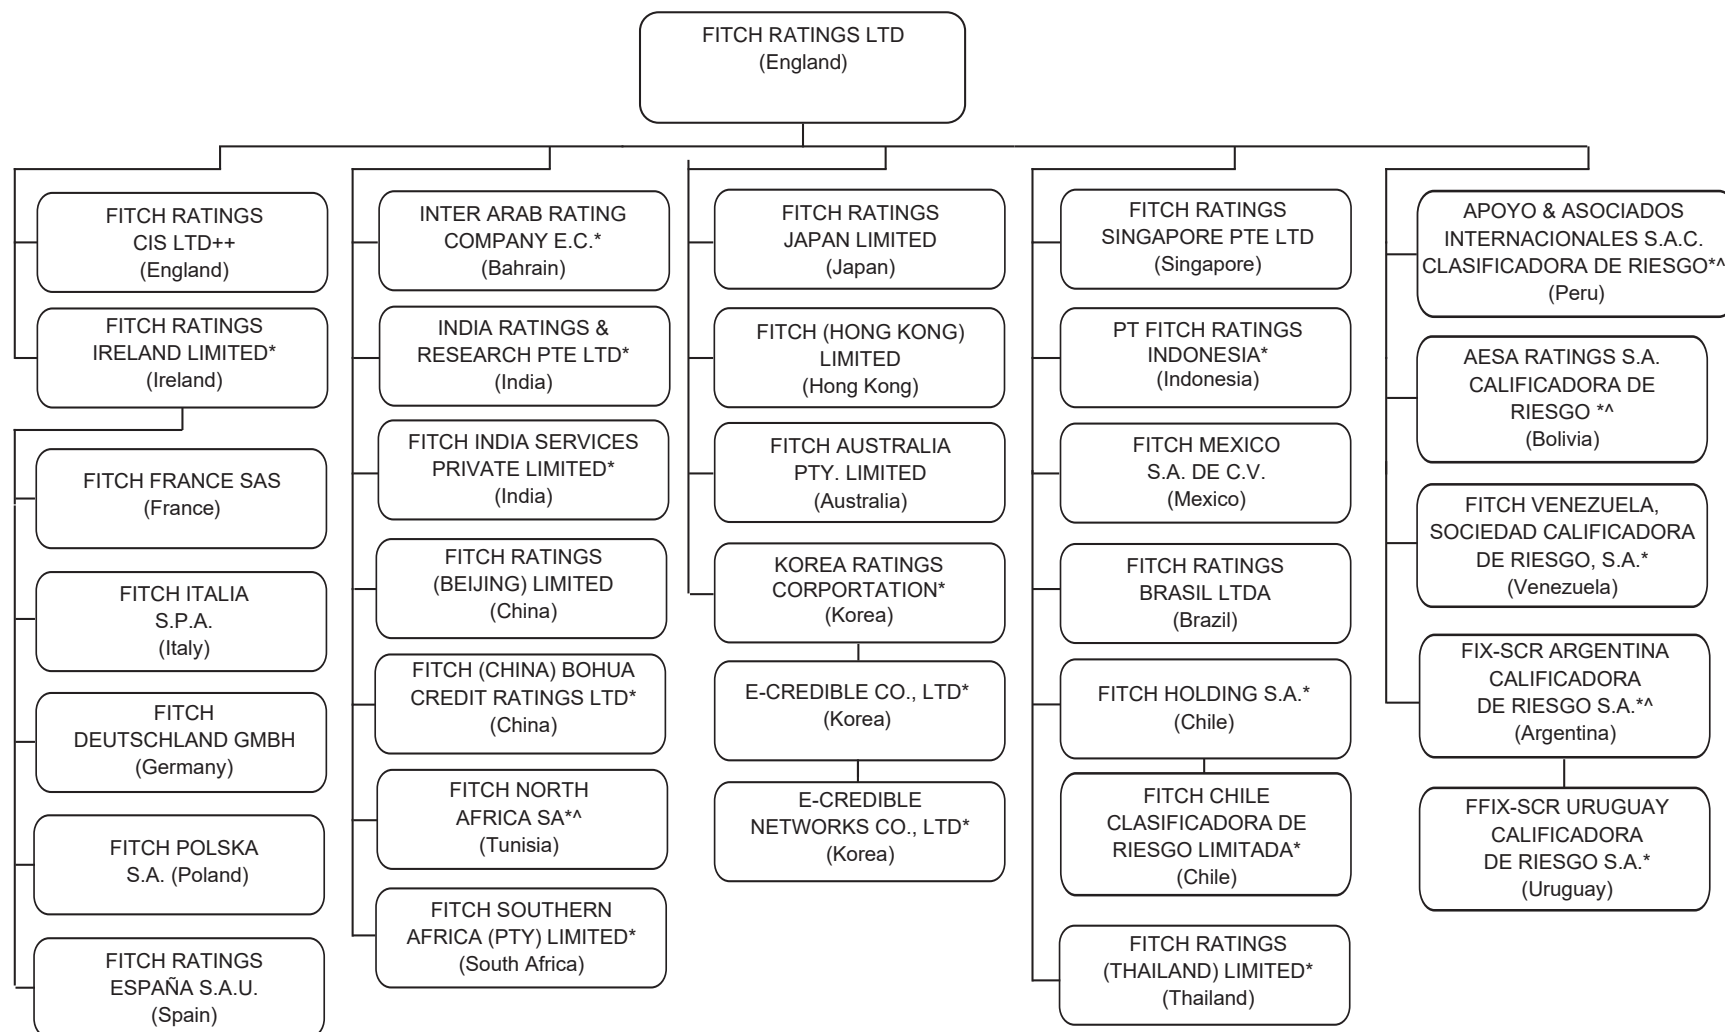 FITCH RATINGS LTD
(England)
FITCH RATINGS
CIS LTD++
(England)
FITCH RATINGS
IRELAND LIMITED*
(Ireland)
FITCH FRANCE SAS
(France)
FITCH ITALIA
S.P.A.
(Italy)
FITCH
DEUTSCHLAND GMBH
(Germany)
FITCH POLSKA
S.A. (Poland)
FITCH RATINGS
ESPAÑA S.A.U.
(Spain)
INTER ARAB RATING
COMPANY E.C.*
(Bahrain)
INDIA RATINGS &
RESEARCH PTE LTD*
(India)
FITCH INDIA SERVICES
PRIVATE LIMITED*
(India)
FITCH RATINGS
(BEIJING) LIMITED
(China)
FITCH (CHINA) BOHUA
CREDIT RATINGS LTD*
(China)
FITCH NORTH
AFRICA SA*^
(Tunisia)
FITCH SOUTHERN
AFRICA (PTY) LIMITED*
(South Africa)
FITCH RATINGS
JAPAN LIMITED
(Japan)
FITCH (HONG KONG)
LIMITED
(Hong Kong)
FITCH AUSTRALIA
PTY. LIMITED
(Australia)
KOREA RATINGS
CORPORTATION*
(Korea)
E-CREDIBLE CO., LTD*
(Korea)
E-CREDIBLE
NETWORKS CO., LTD*
(Korea)
FITCH RATINGS
SINGAPORE PTE LTD
(Singapore)
PT FITCH RATINGS
INDONESIA*
(Indonesia)
FITCH MEXICO
S.A. DE C.V.
(Mexico)
FITCH RATINGS
BRASIL LTDA
(Brazil)
FITCH HOLDING S.A.*
(Chile)
FITCH CHILE
CLASIFICADORA DE
RIESGO LIMITADA*
(Chile)
FITCH RATINGS
(THAILAND) LIMITED*
(Thailand)
APOYO & ASOCIADOS
INTERNACIONALES S.A.C.
CLASIFICADORA DE RIESGO*^
(Peru)
AESA RATINGS S.A.
CALIFICADORA DE
RIESGO *^
(Bolivia)
FITCH VENEZUELA,
SOCIEDAD CALIFICADORA
DE RIESGO, S.A.*
(Venezuela)
FIX-SCR ARGENTINA
CALIFICADORA
DE RIESGO S.A.*^
(Argentina)
FFIX-SCR URUGUAY
CALIFICADORA
DE RIESGO S.A.*
(Uruguay)